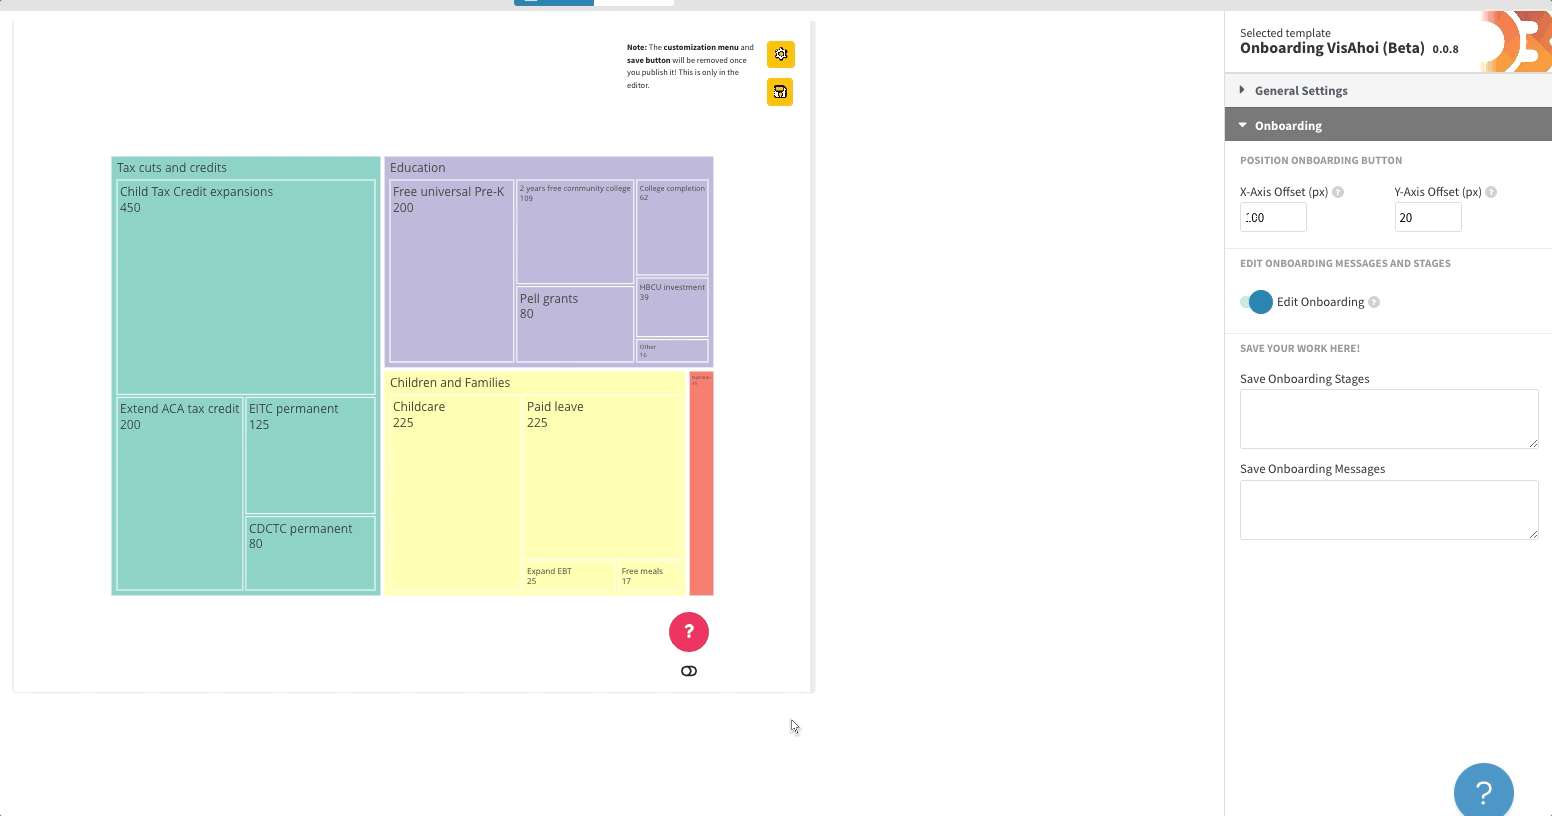 Note: The customization menu and
save button will be removed once
you publish it! This is only in the
editor.
Tax cuts and credits
Child Tax Credit expansions
450
Extend ACA tax credit
200
EITC permanent
125
CDCTC permanent
80
Education
Free universal Pre-K
200
2 years free community college
109
Pell grants
80
College completion
62
HBCU investment
39
Other
16
Children and Families
Childcare
225
Paid leave
225
Expand EBT
25
Free meals
17
?
Selected template
Onboarding VisAhoi (Beta) 0.0.8
General Settings
Onboarding
POSITION ONBOARDING BUTTON
X-Axis Offset (px) ?
Y-Axis Offset (px) ?
20
EDIT ONBOARDING MESSAGES AND STAGES
Edit Onboarding ?
SAVE YOUR WORK HERE!
Save Onboarding Stages
Save Onboarding Messages
?